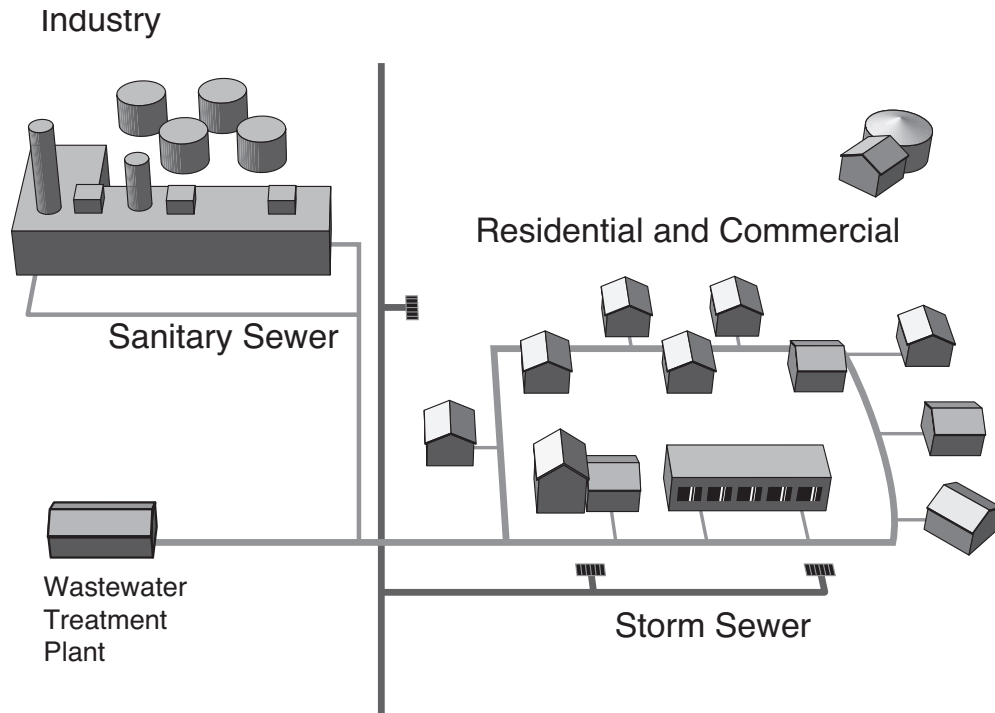 Industry
Residential and Commercial
Sanitary Sewer
Wastewater
Treatment
Plant
Storm Sewer